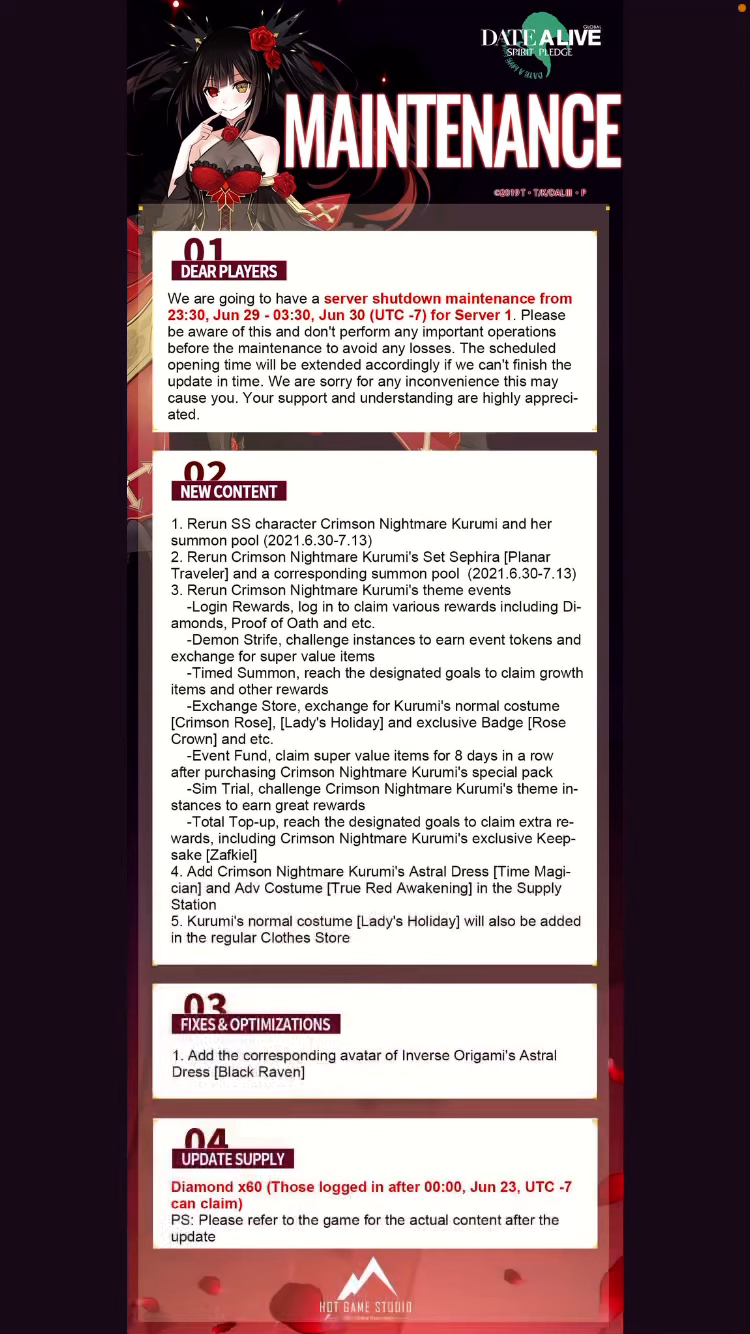 GLOBAL
DATE A LIVE
SPIRIT PLEDGE
DATE A LIVE
MAINTENANCE
01
DEAR PLAYERS
We are going to have a server shutdown maintenance from
23:30, Jun 29 - 03:30, Jun 30 (UTC -7) for Server 1. Please
be aware of this and don't perform any important operations
before the maintenance to avoid any losses. The scheduled
opening time will be extended accordingly if we can't finish the
update in time. We are sorry for any inconvenience this may
cause you. Your support and understanding are highly appreci-
ated.
02
NEW CONTENT
1. Rerun SS character Crimson Nightmare Kurumi and her
summon pool (2021.6.30-7.13)
2. Rerun Crimson Nightmare Kurumi's Set Sephira [Planar
Traveler] and a corresponding summon pool  (2021.6.30-7.13)
3. Rerun Crimson Nightmare Kurumi's theme events
-Login Rewards, log in to claim various rewards including Di-
amonds, Proof of Oath and etc.
-Demon Strife, challenge instances to earn event tokens and
exchange for super value items
-Timed Summon, reach the designated goals to claim growth
items and other rewards
-Exchange Store, exchange for Kurumi's normal costume
[Crimson Rose], [Lady's Holiday] and exclusive Badge [Rose
Crown] and etc.
-Event Fund, claim super value items for 8 days in a row
after purchasing Crimson Nightmare Kurumi's special pack
-Sim Trial, challenge Crimson Nightmare Kurumi's theme in-
stances to earn great rewards
-Total Top-up, reach the designated goals to claim extra re-
wards, including Crimson Nightmare Kurumi's exclusive Keep-
sake [Zafkiel]
4. Add Crimson Nightmare Kurumi's Astral Dress [Time Magi-
cian] and Adv Costume [True Red Awakening] in the Supply
Station
5. Kurumi's normal costume [Lady's Holiday] will also be added
in the regular Clothes Store
03
FIXES & OPTIMIZATIONS
1. Add the corresponding avatar of Inverse Origami's Astral
Dress [Black Raven]
04
UPDATE SUPPLY
Diamond x60 (Those logged in after 00:00, Jun 23, UTC -7
can claim)
PS: Please refer to the game for the actual content after the
update
HOT GAME STUDIO